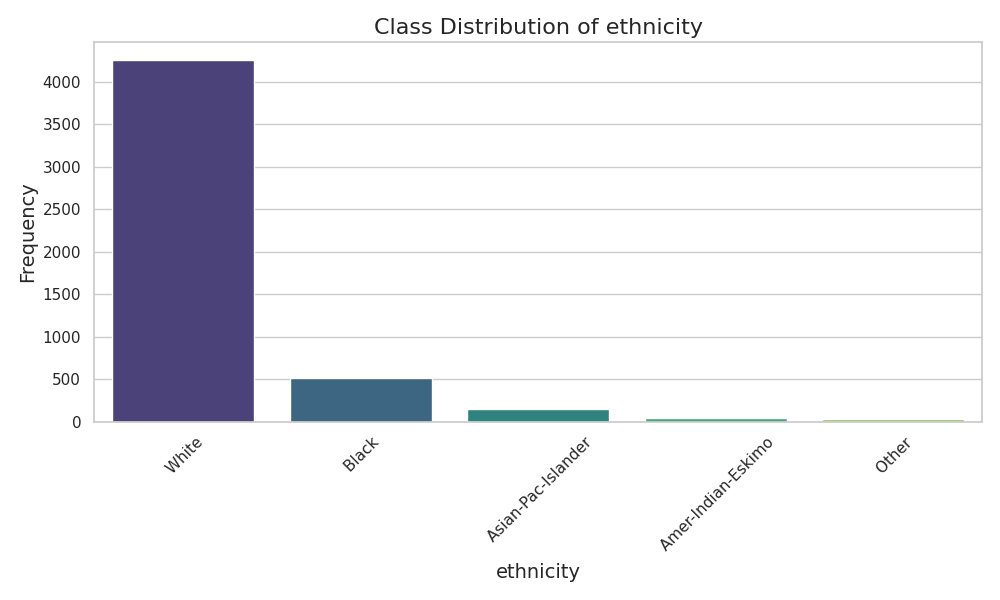 Class Distribution of ethnicity
Frequency
4000
3500
3000
2500
2000
1500
1000
500
0
White
Black
Asian-Pac-Islander
Amer-Indian-Eskimo
Other
ethnicity